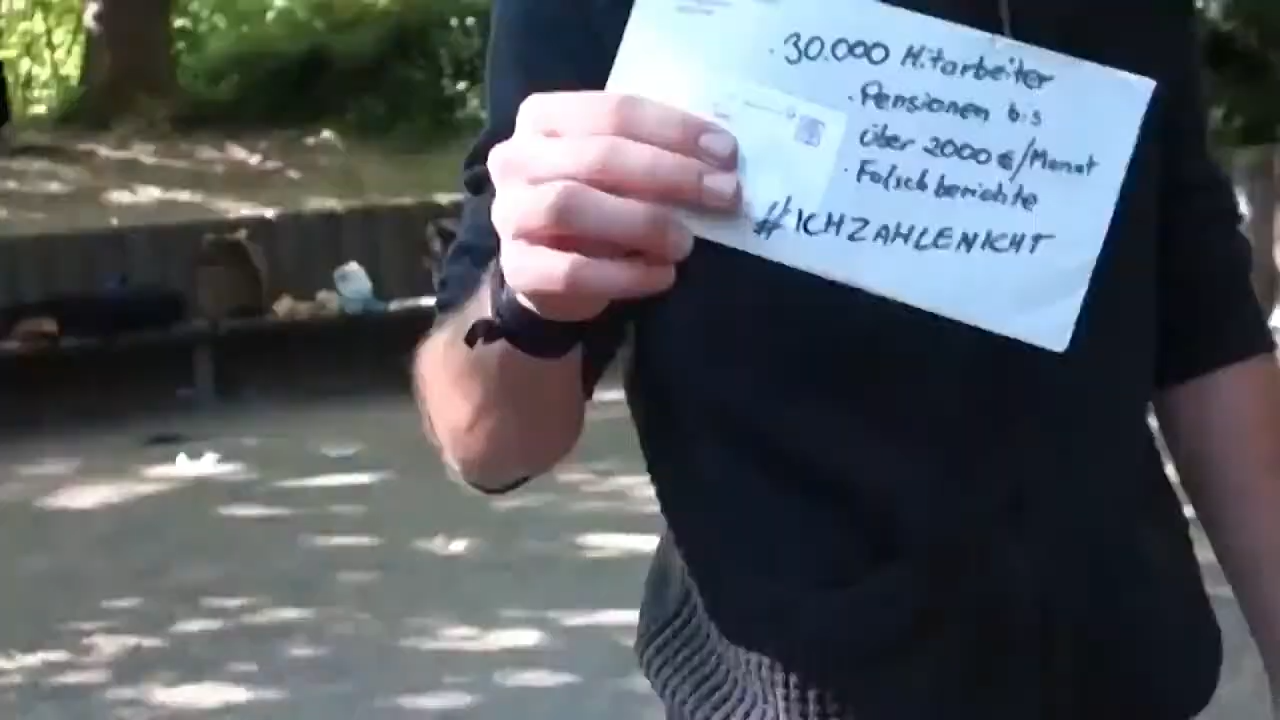 · 30.000 Mitarbeiter
· Pensionen bis
über 2000€/Monat
· Falschberichte
#ICHZAHLENICHT